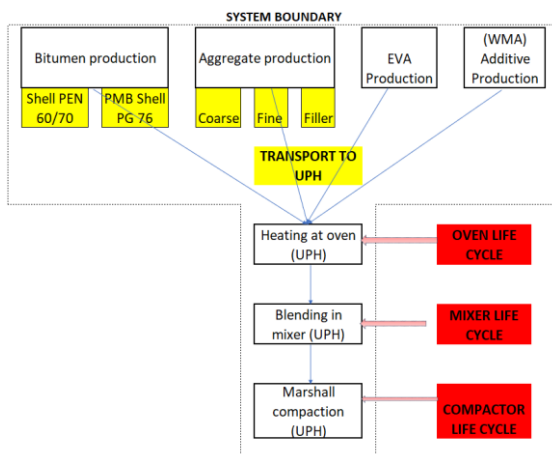 SYSTEM BOUNDARY
Bitumen production
Aggregate production
EVA
Production
(WMA)
Additive
Production
Shell PEN
60/70
PMB Shell
PG 76
Coarse
Fine
Filler
TRANSPORT TO
UPH
Heating at oven
(UPH)
OVEN LIFE
CYCLE
Blending in
mixer (UPH)
MIXER LIFE
CYCLE
Marshall
compaction
(UPH)
COMPACTOR
LIFE CYCLE